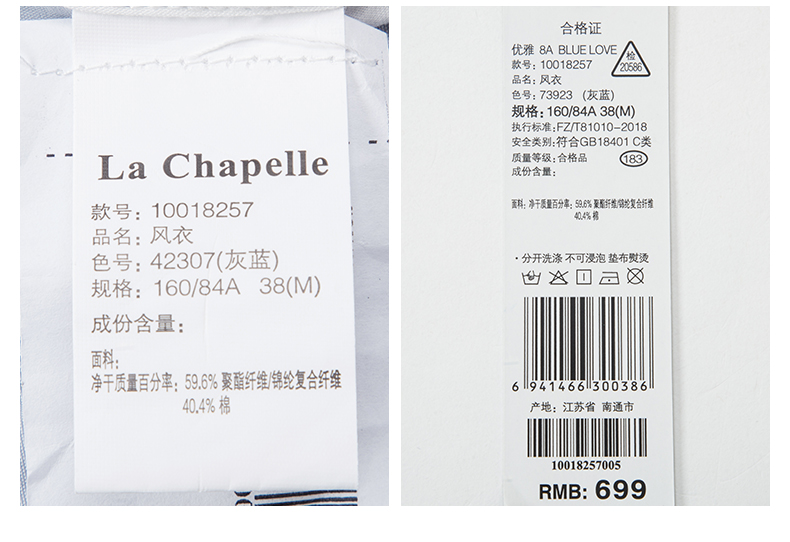 La Chapelle
款号: 10018257
品名: 风衣
色号: 42307(灰蓝)
规格: 160/84A 38(M)
成份含量:
面料:
净干质量百分率: 59.6% 聚酯纤维/锦纶复合纤维
40.4% 棉
合格证
优雅 8A BLUE LOVE
检
20586
款号: 10018257
品名: 风衣
色号: 73923 (灰蓝)
规格: 160/84A 38(M)
执行标准: FZ/T81010-2018
安全类别: 符合GB18401 C类
质量等级: 合格品
183
成份含量:
面料: 净干质量百分率: 59.6% 聚酯纤维/锦纶复合纤维
40.4% 棉
·分开洗涤 不可浸泡 垫布熨烫
6 941466 300386
产地: 江苏省 南通市
10018257005
RMB: 699